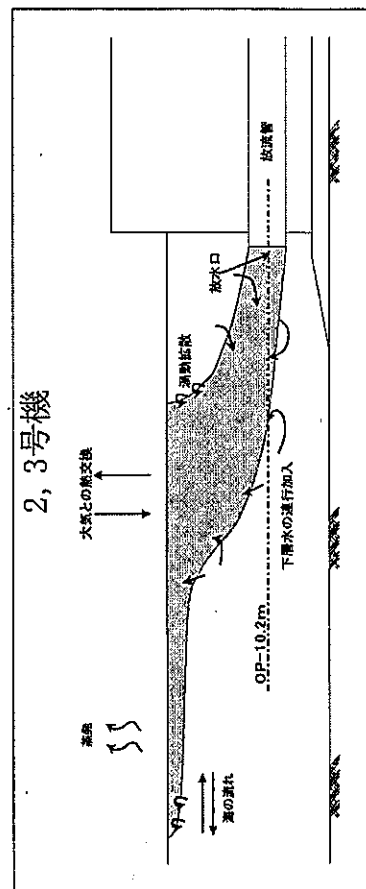 2,3号機
蒸発
大気との熱交換
渦動拡散
放水口
放流管
海の流れ
下層水の連行加入
OP-10.2m